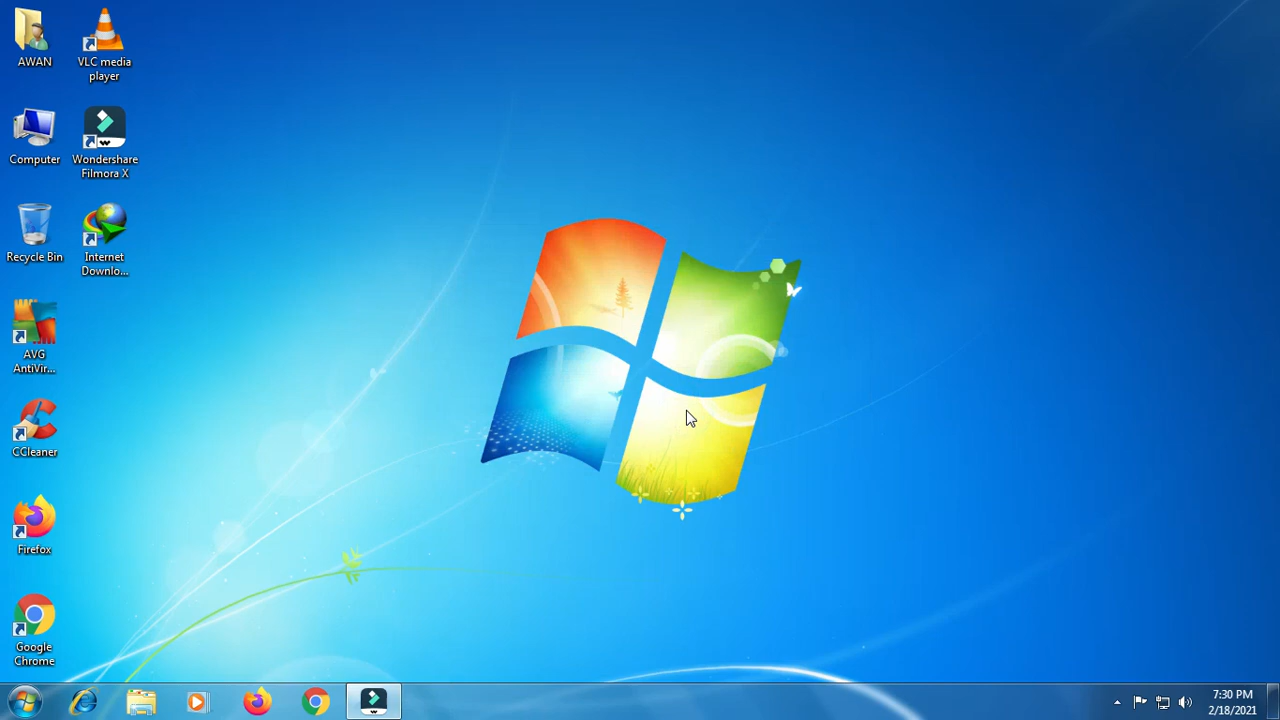 AWAN
VLC media
player
Computer
Wondershare
Filmora X
Recycle Bin
Internet
Downlo...
AVG
AntiVir...
CCleaner
Firefox
Google
Chrome
7:30 PM
2/18/2021